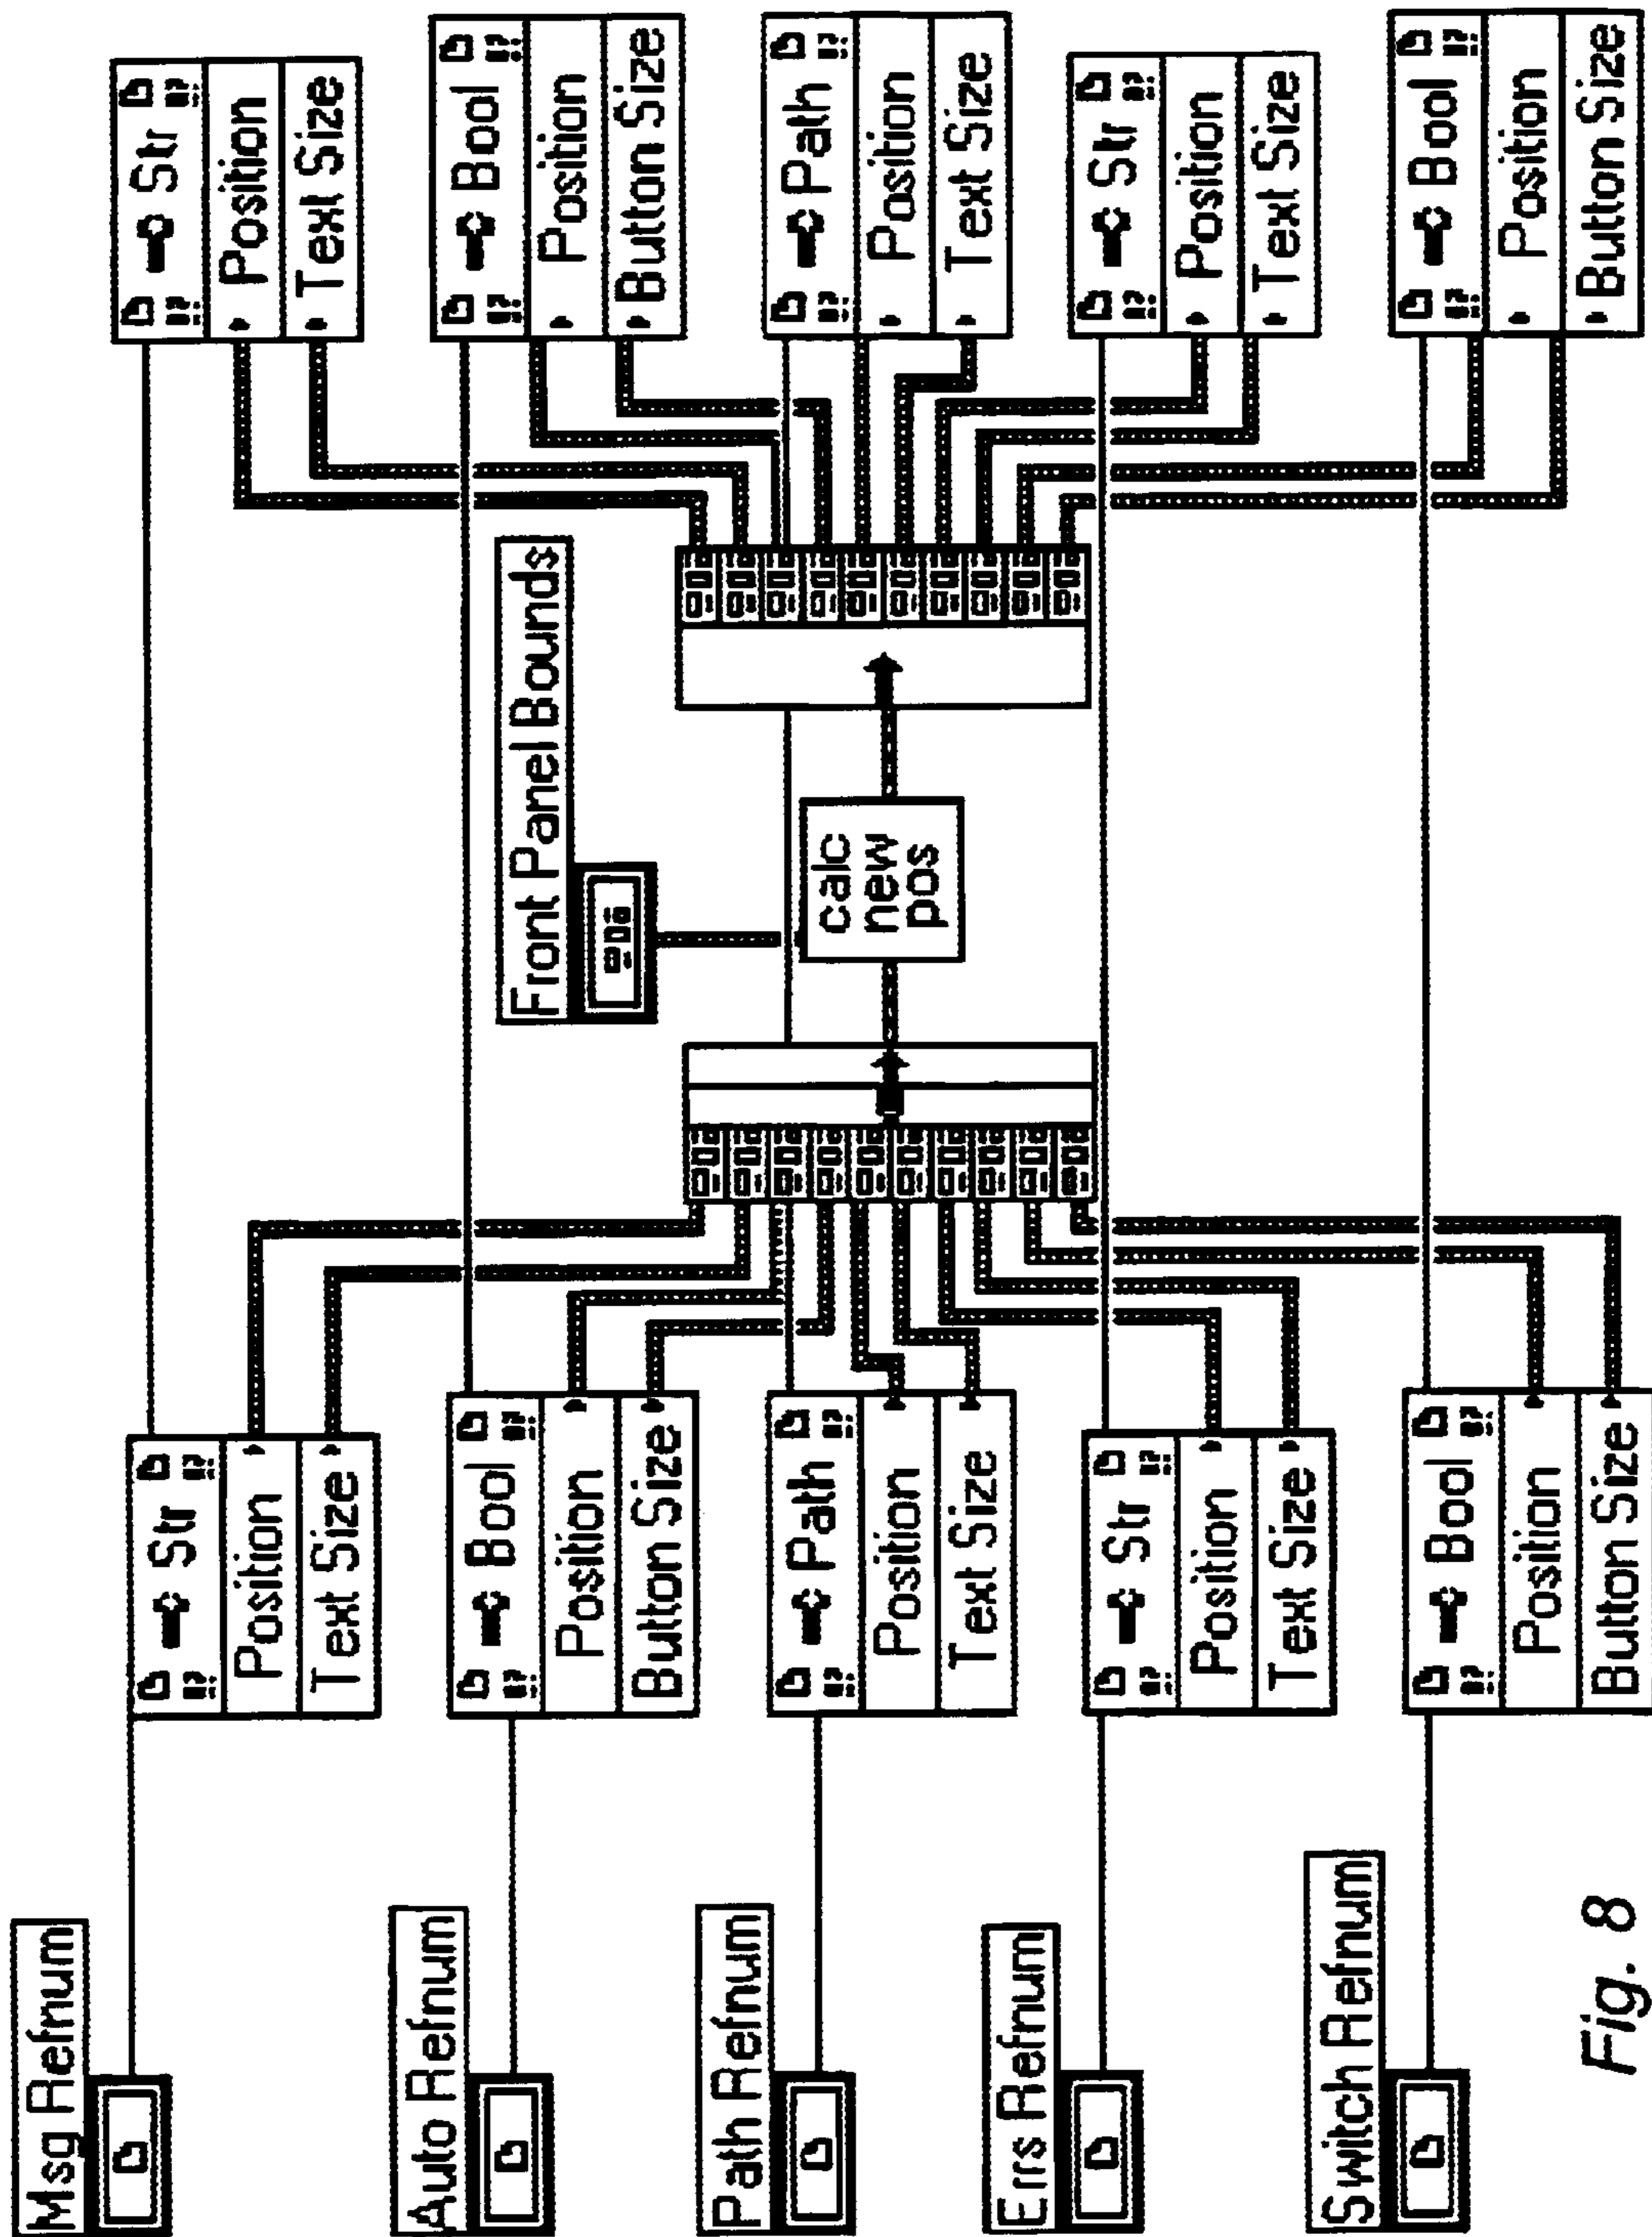 Msg Refnum
Str
Position
Text Size
Str
Position
Text Size
Auto Refnum
Bool
Position
Button Size
Front Panel Bounds
Bool
Position
Button Size
Path Refnum
Path
Position
Text Size
calc
new
pos
Path
Position
Text Size
Errs Refnum
Str
Position
Text Size
Str
Position
Text Size
Switch Refnum
Bool
Position
Button Size
Bool
Position
Button Size
Fig. 8